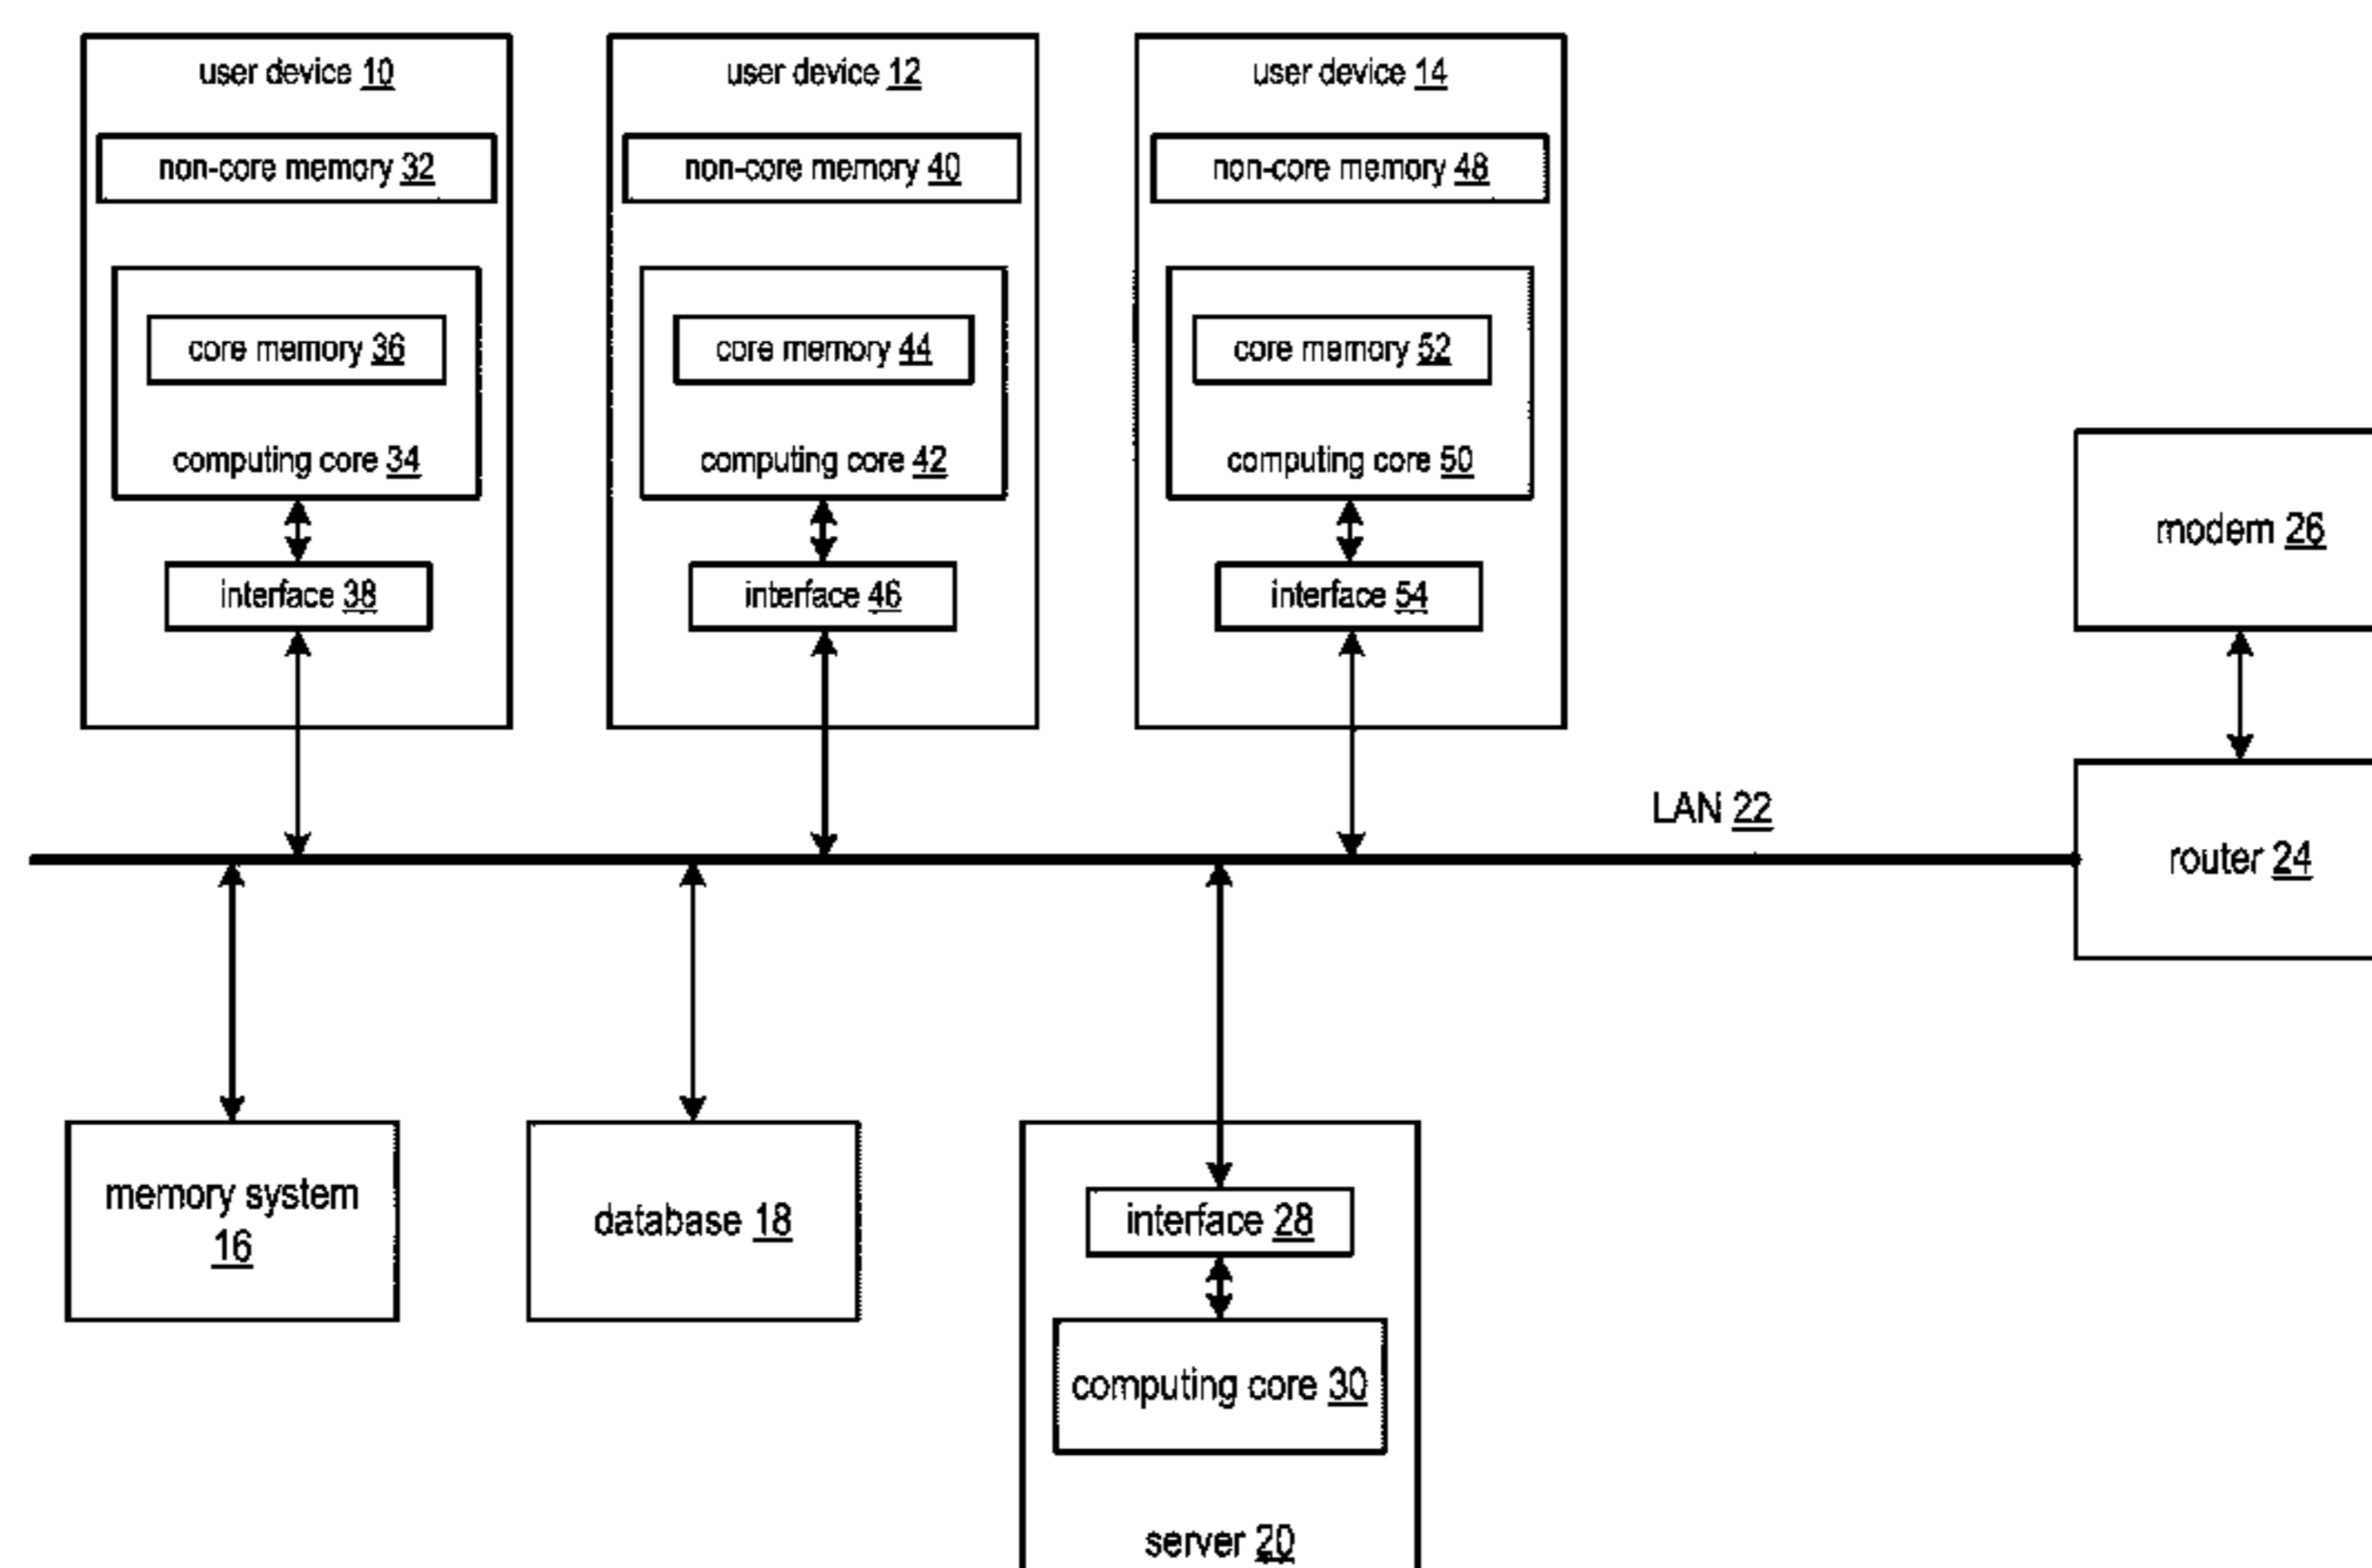 user device 10
non-core memory 32
core memory 36
computing core 34
interface 38
user device 12
non-core memory 40
core memory 44
computing core 42
interface 46
user device 14
non-core memory 48
core memory 52
computing core 50
interface 54
modem 26
LAN 22
router 24
memory system
16
database 18
interface 28
computing core 30
server 20